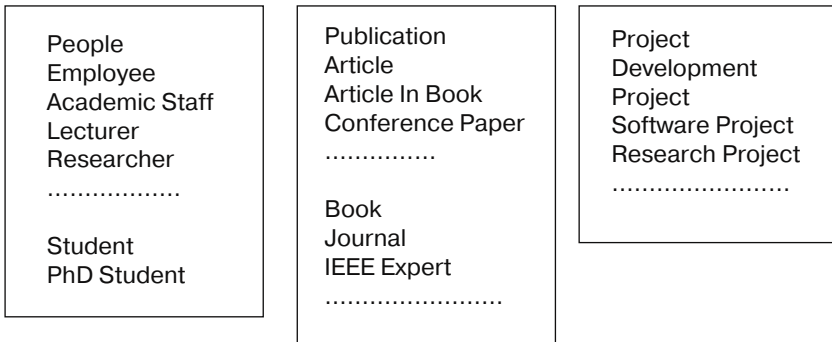 People
Employee
Academic Staff
Lecturer
Researcher
..................
Student
PhD Student
Publication
Article
Article In Book
Conference Paper
...............
Book
Journal
IEEE Expert
........................
Project
Development
Project
Software Project
Research Project
........................